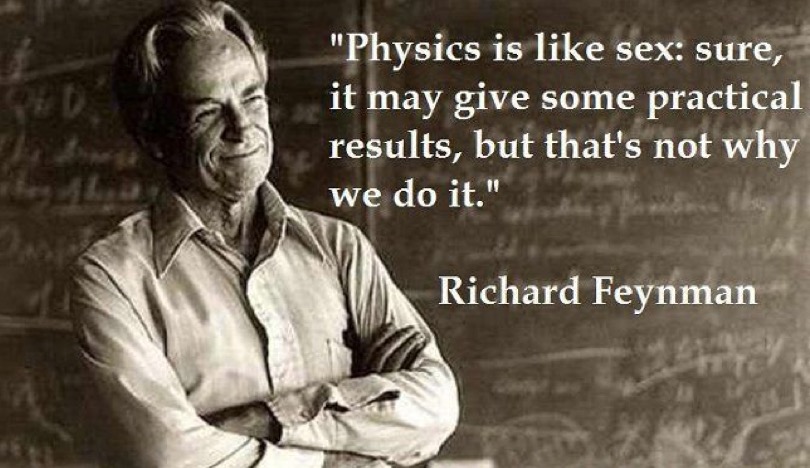 "Physics is like sex: sure,
it may give some practical
results, but that's not why
we do it."
Richard Feynman